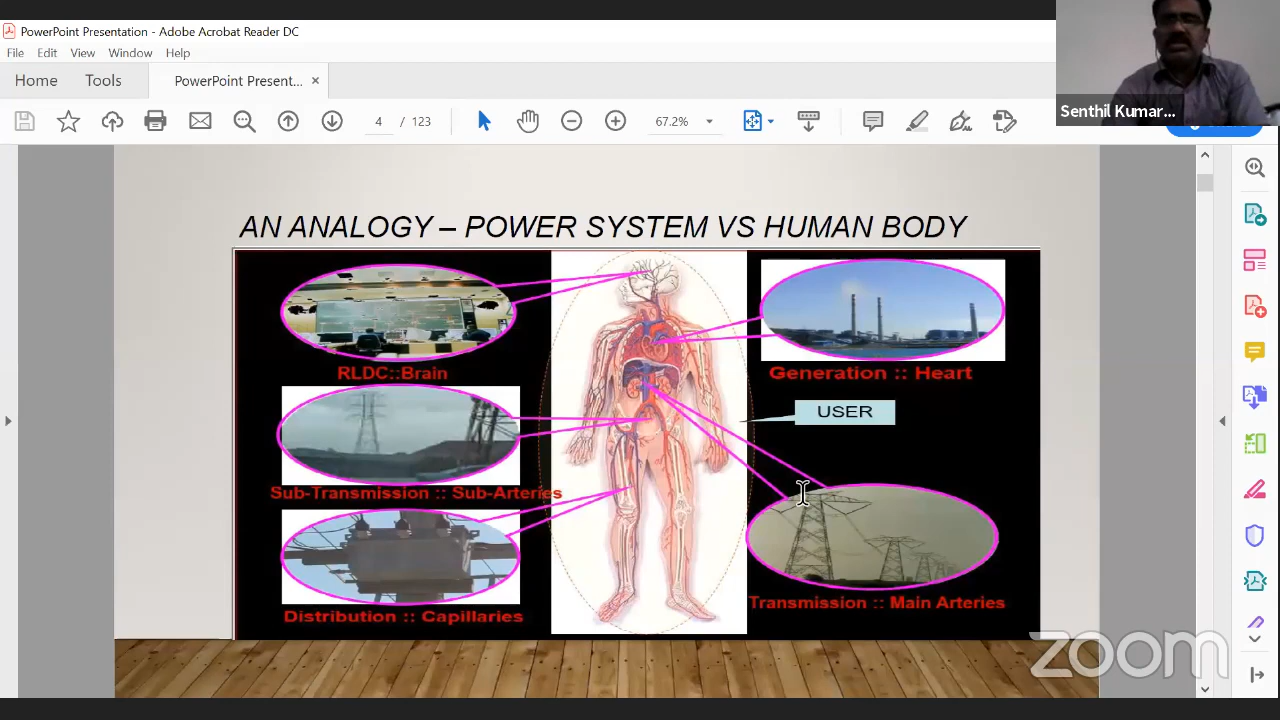 PowerPoint Presentation - Adobe Acrobat Reader DC
File Edit View Window Help
Home Tools PowerPoint Present... ×
4 / 123 67.2%
Senthil Kumar...
AN ANALOGY – POWER SYSTEM VS HUMAN BODY
RLDC::Brain
Generation :: Heart
USER
Sub-Transmission :: Sub-Arteries
Transmission :: Main Arteries
Distribution :: Capillaries
zoom